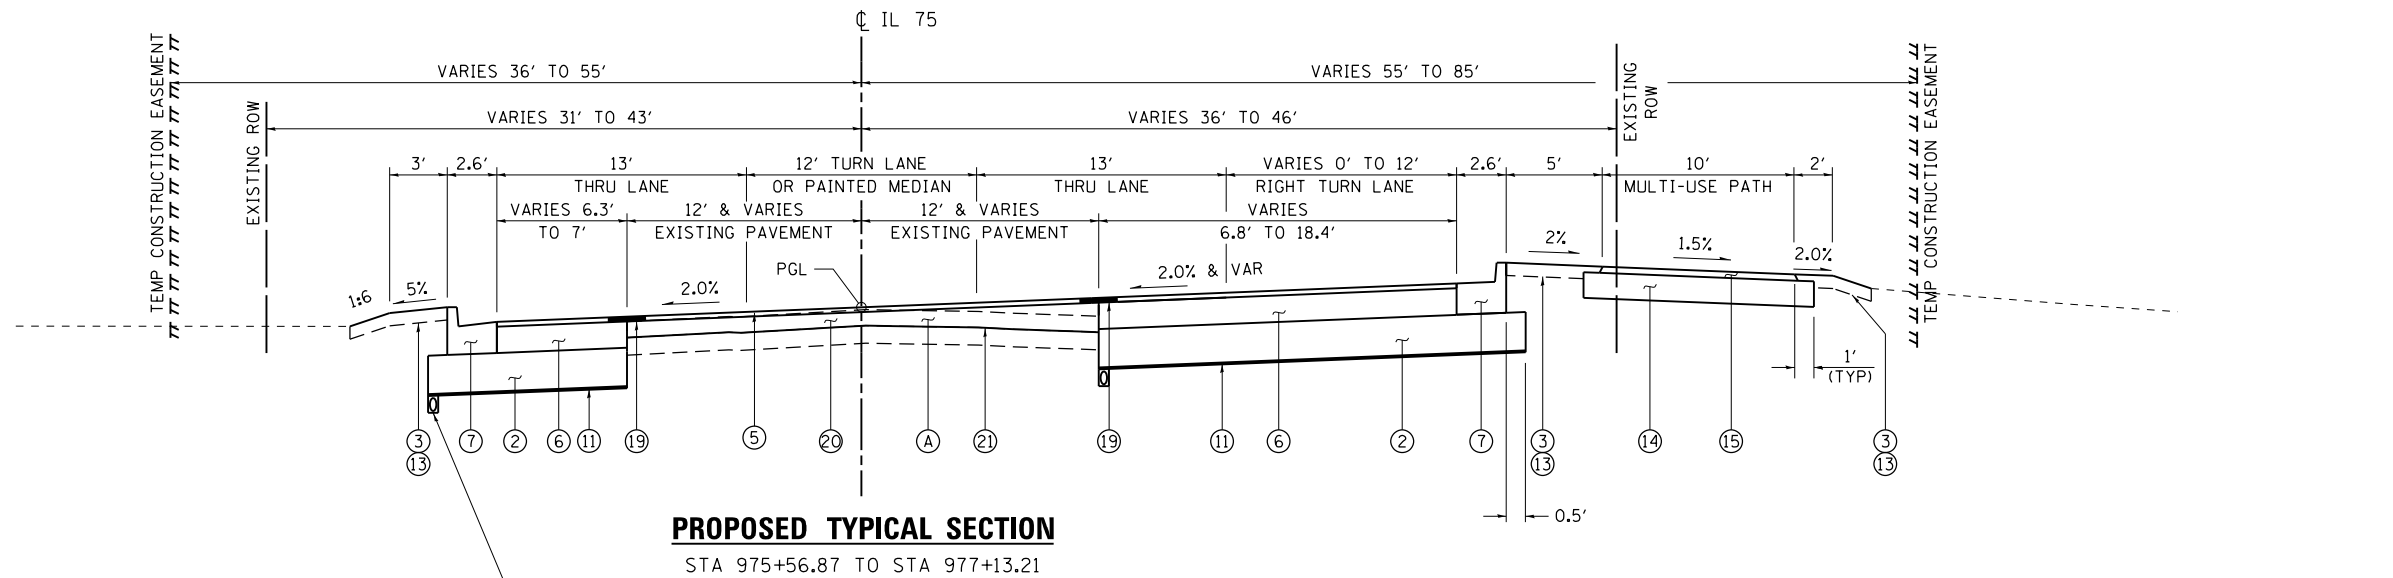 ℄ IL 75
TEMP CONSTRUCTION EASEMENT
VARIES 36' TO 55'
VARIES 55' TO 85'
EXISTING ROW
TEMP CONSTRUCTION EASEMENT
EXISTING ROW
VARIES 31' TO 43'
VARIES 36' TO 46'
3'
2.6'
13'
THRU LANE
12' TURN LANE
OR PAINTED MEDIAN
13'
THRU LANE
VARIES 0' TO 12'
RIGHT TURN LANE
2.6'
5'
10'
MULTI-USE PATH
2'
VARIES 6.3'
TO 7'
12' & VARIES
EXISTING PAVEMENT
12' & VARIES
EXISTING PAVEMENT
VARIES
6.8' TO 18.4'
1:6
5%
2.0%
PGL
2.0% & VAR
2%
1.5%
2.0%
1'
(TYP)
3
13
7
2
6
11
19
5
20
A
21
19
11
6
2
7
3
13
14
15
3
13
0.5'
PROPOSED TYPICAL SECTION
STA 975+56.87 TO STA 977+13.21